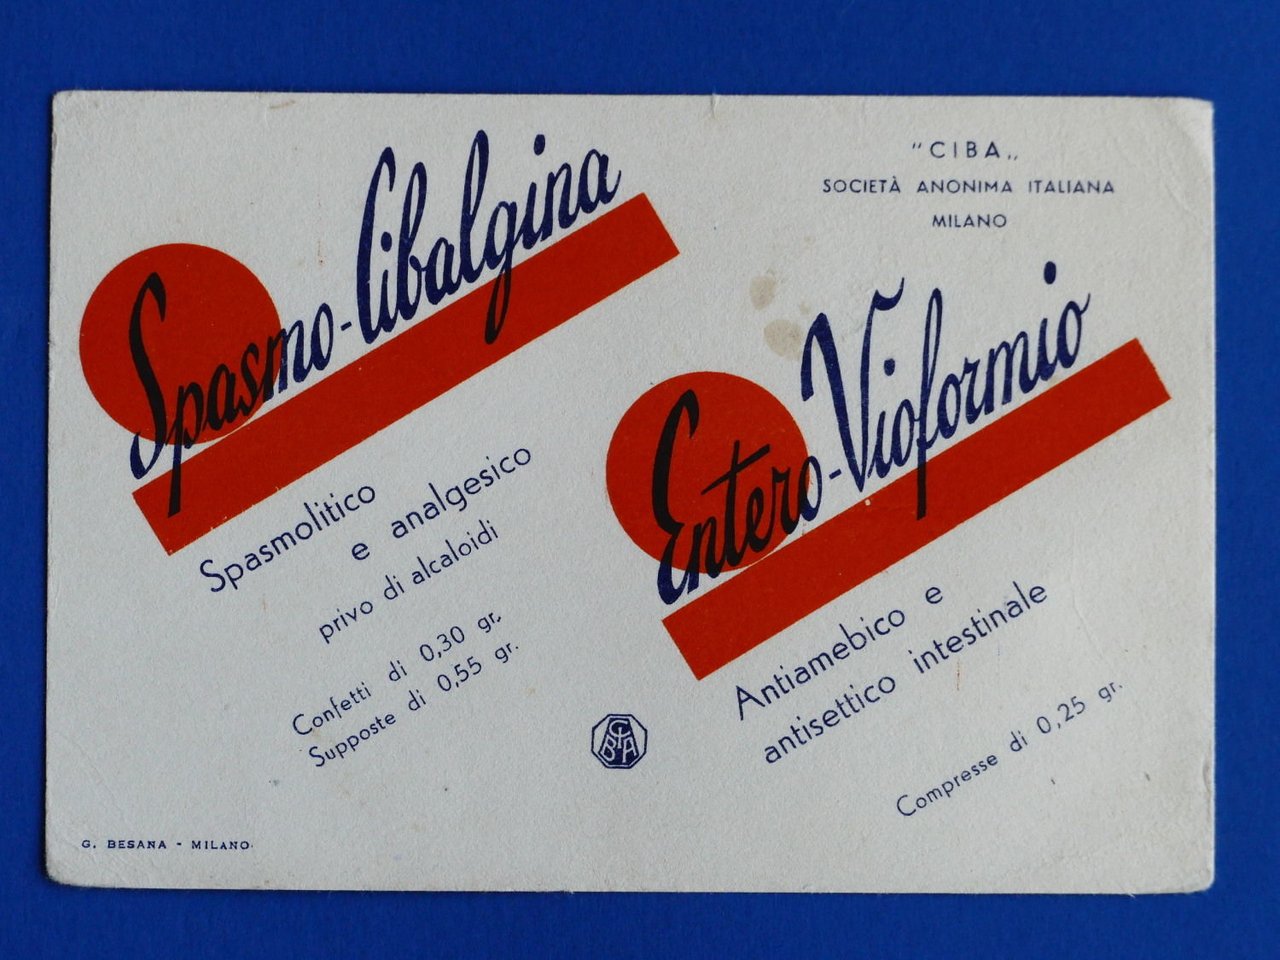 "CIBA„
SOCIETÀ ANONIMA ITALIANA
MILANO
Spasmo-Cibalgina
Spasmolitico
e analgesico
privo di alcaloidi
Confetti di 0,30 gr.
Supposte di 0,55 gr.
Entero-Vioformio
Antiamebico e
antisettico intestinale
Compresse di 0,25 gr.
CIBA
G. BESANA - MILANO